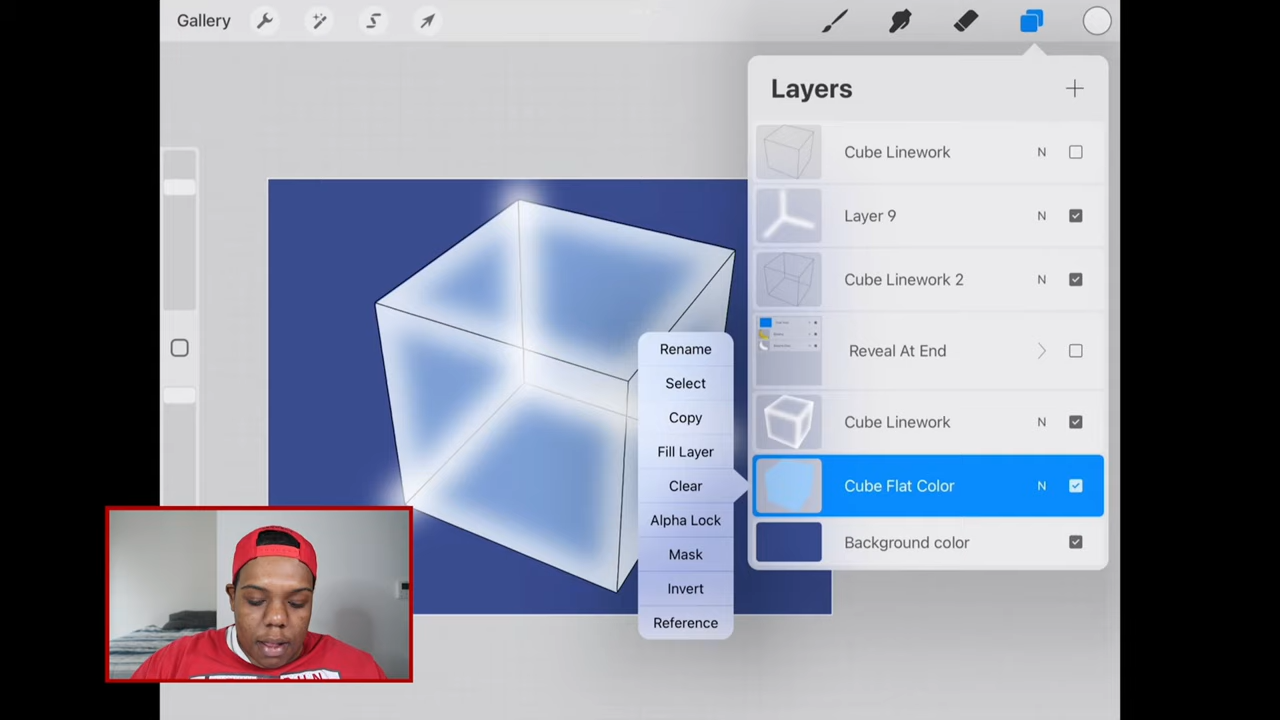 Gallery
Layers
Cube Linework N
Layer 9 N
Cube Linework 2 N
Reveal At End
Cube Linework N
Cube Flat Color N
Background color
Rename
Select
Copy
Fill Layer
Clear
Alpha Lock
Mask
Invert
Reference